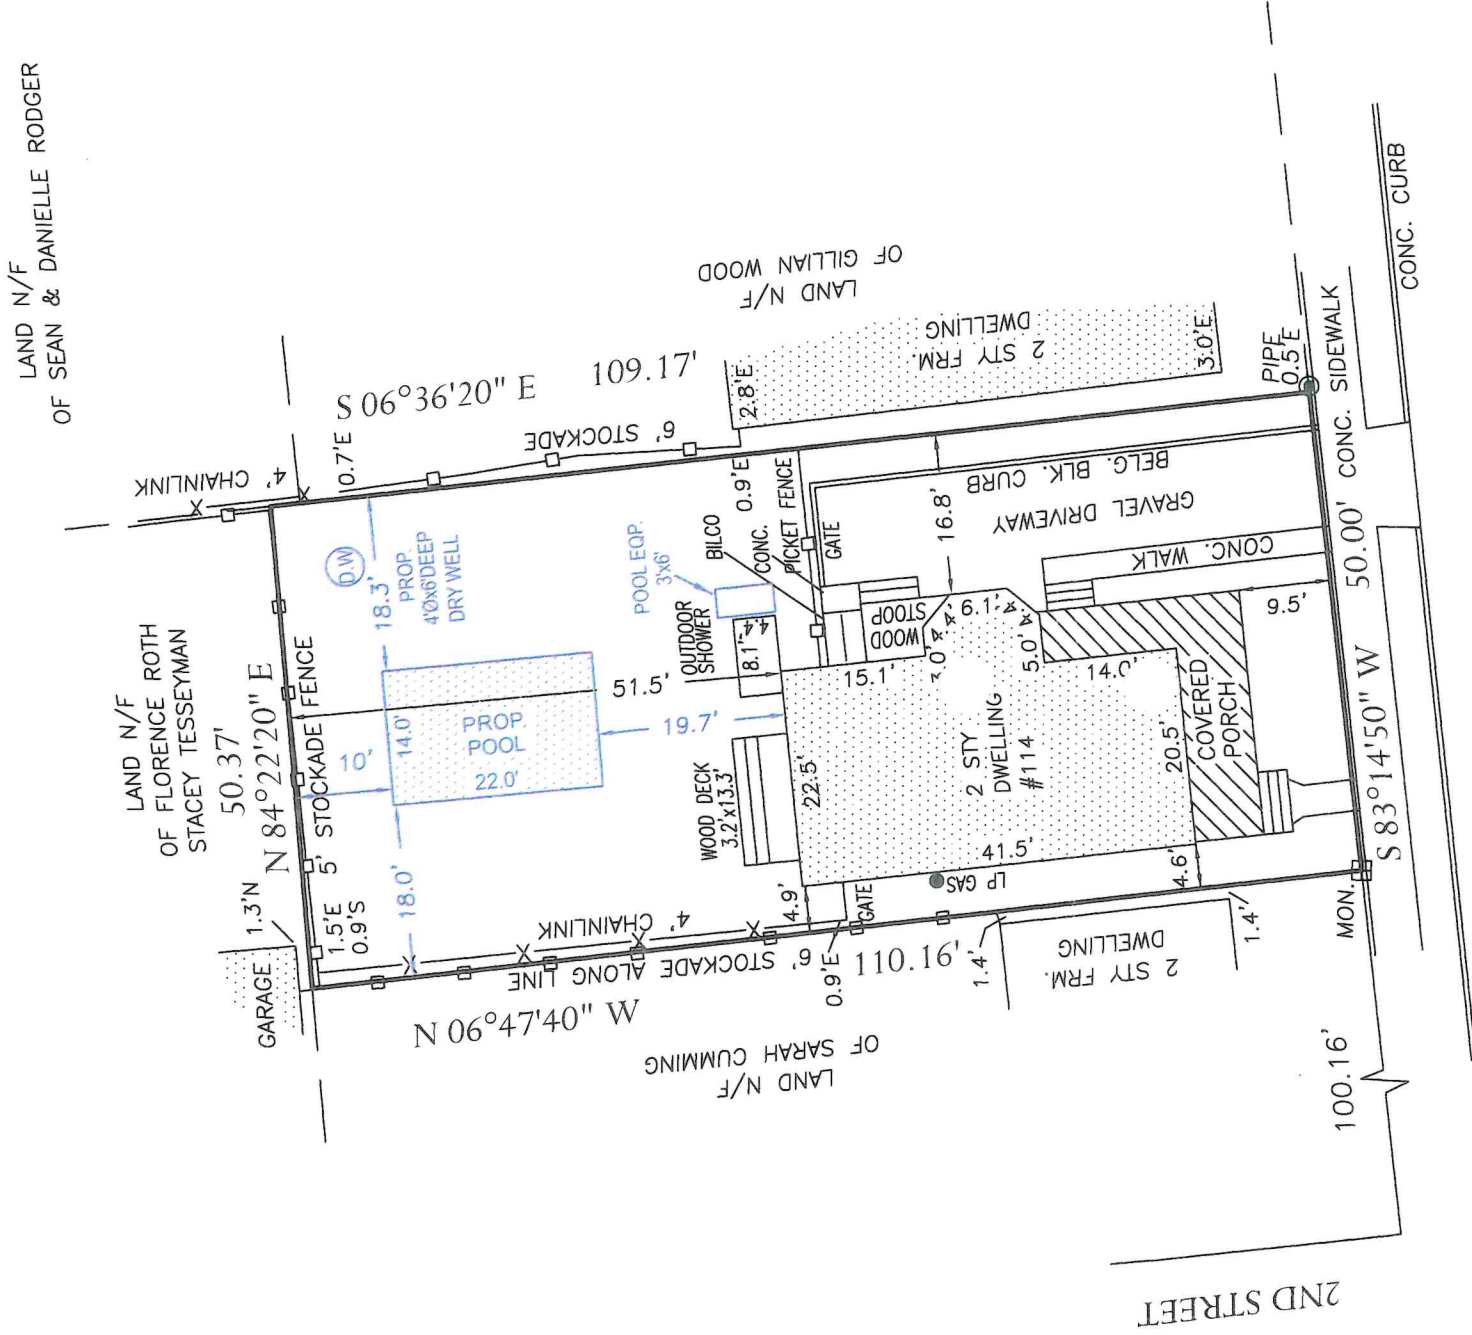 LAND N/F
OF SEAN & DANIELLE RODGER
LAND N/F
OF FLORENCE ROTH
STACEY TESSEYMAN
50.37'
N 84°22'20" E
5' STOCKADE FENCE
4' CHAINLINK
0.7'E
S 06°36'20" E
109.17'
6' STOCKADE
LAND N/F
OF GILLIAN WOOD
2.8'E
2 STY FRM.
DWELLING
3.0'E
PIPE
0.5'E
GARAGE
1.3'N
1.5'E
0.9'S
D.W
18.3'
PROP.
4'Øx6'DEEP
DRY WELL
10'
14.0'
PROP.
POOL
22.0'
18.0'
51.5'
19.7'
POOL EQP.
3'x6'
OUTDOOR
SHOWER
8.1'
4.4'
BILCO
CONC.
PICKET FENCE
0.9'E
GATE
WOOD DECK
3.2'x13.3'
22.5'
15.1'
WOOD
STOOP
3.0'
4.4'
6.1'
4.4'
5.0'
14.0'
16.8'
GRAVEL DRIVEWAY
BELG. BLK. CURB
CONC. WALK
2 STY
DWELLING
#114
20.5'
COVERED
PORCH
9.5'
41.5'
LP GAS
4.9'
GATE
4.6'
4' CHAINLINK
6' STOCKADE ALONG LINE
0.9'E
110.16'
N 06°47'40" W
LAND N/F
OF SARAH CUMMING
1.4'
2 STY FRM.
DWELLING
1.4'
MON.
S 83°14'50" W
50.00'
CONC. SIDEWALK
CONC. CURB
100.16'
2ND STREET